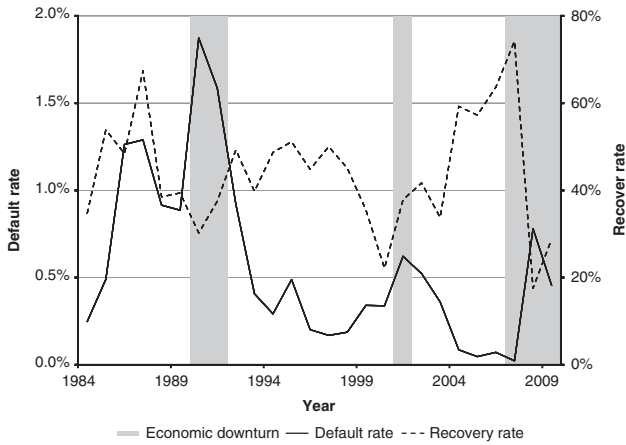 2.0%
1.5%
1.0%
0.5%
0.0%
Default rate
80%
60%
40%
20%
0%
Recover rate
1984 1989 1994 1999 2004 2009
Year
Economic downturn Default rate Recovery rate